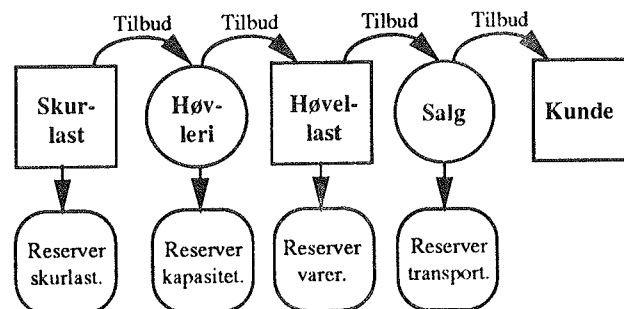 Tilbud
Tilbud
Tilbud
Tilbud
Skur-
last
Høv-
leri
Høvel-
last
Salg
Kunde
Reserver
skurlast.
Reserver
kapasitet.
Reserver
varer.
Reserver
transport.